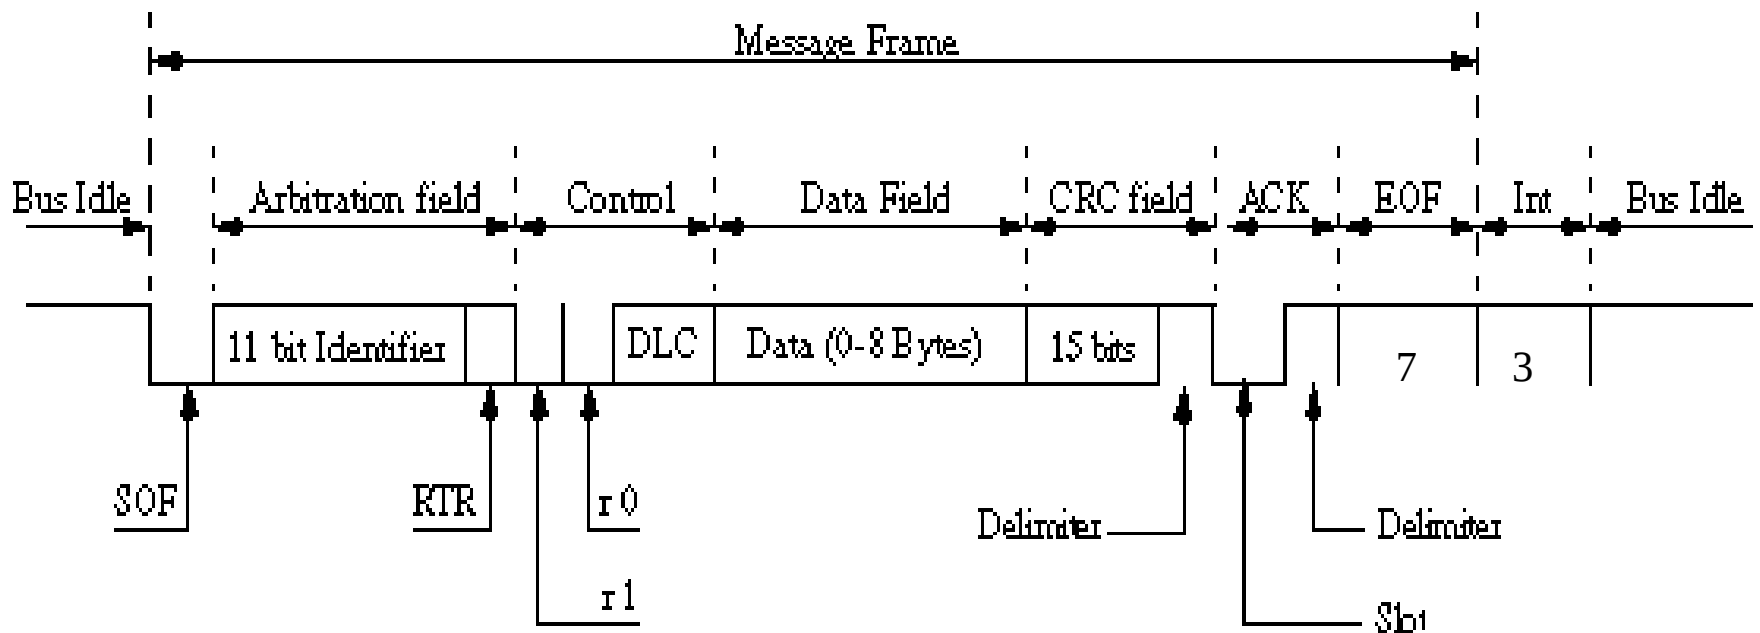 Message Frame
Bus Idle Arbitration field Control Data Field CRC field ACK EOF Int Bus Idle
11 bit Identifier DLC Data (0-8 Bytes) 15 bits 7 3
SOF RTR r 0 Delimiter Delimiter
r 1 Slot